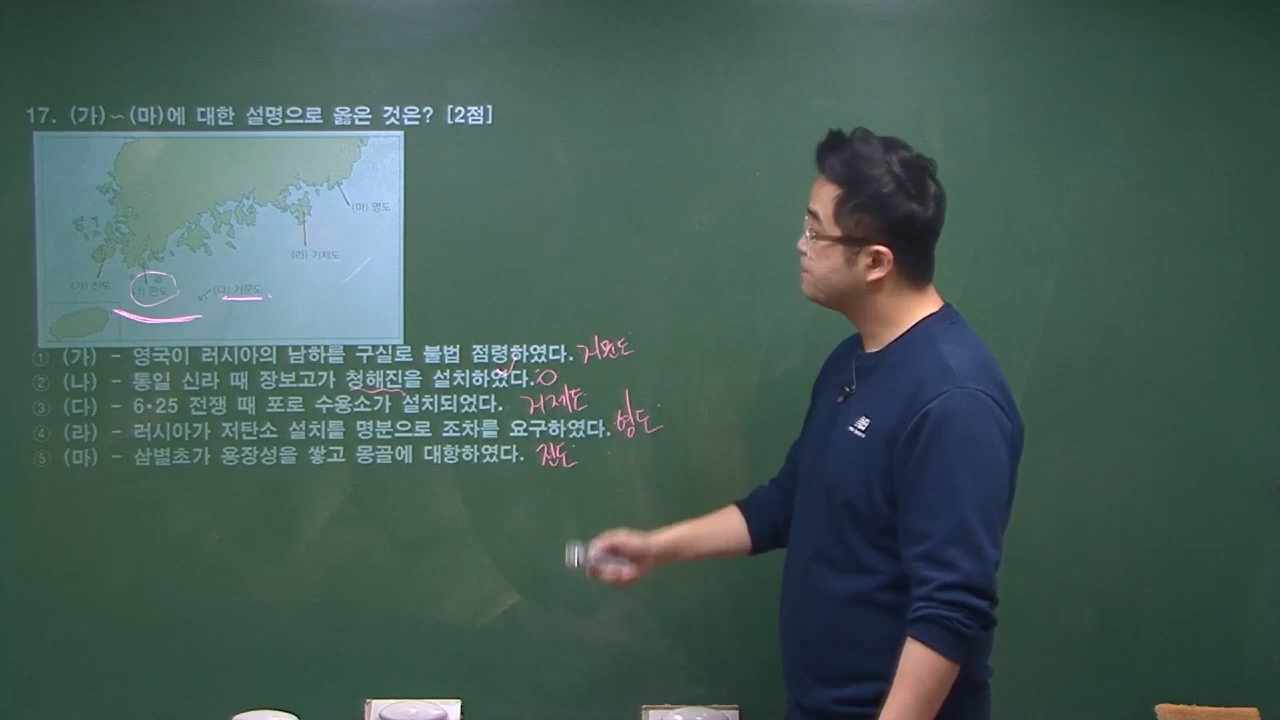 17. (가)~(마)에 대한 설명으로 옳은 것은? [2점]
(마) 영도
(라) 거제도
(가) 진도
(나) 완도
(다) 거문도
① (가) - 영국이 러시아의 남하를 구실로 불법 점령하였다. 거문도
② (나) - 통일 신라 때 장보고가 청해진을 설치하였다. O
③ (다) - 6·25 전쟁 때 포로 수용소가 설치되었다. 거제도
④ (라) - 러시아가 저탄소 설치를 명분으로 조차를 요구하였다. 영도
⑤ (마) - 삼별초가 용장성을 쌓고 몽골에 대항하였다. 진도